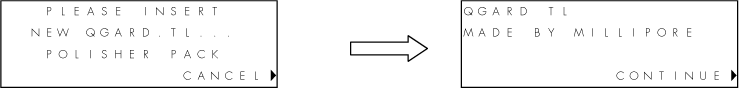 PLEASE INSERT
NEW QGARD.TL...
POLISHER PACK
CANCEL
QGARD TL
MADE BY MILLIPORE
CONTINUE